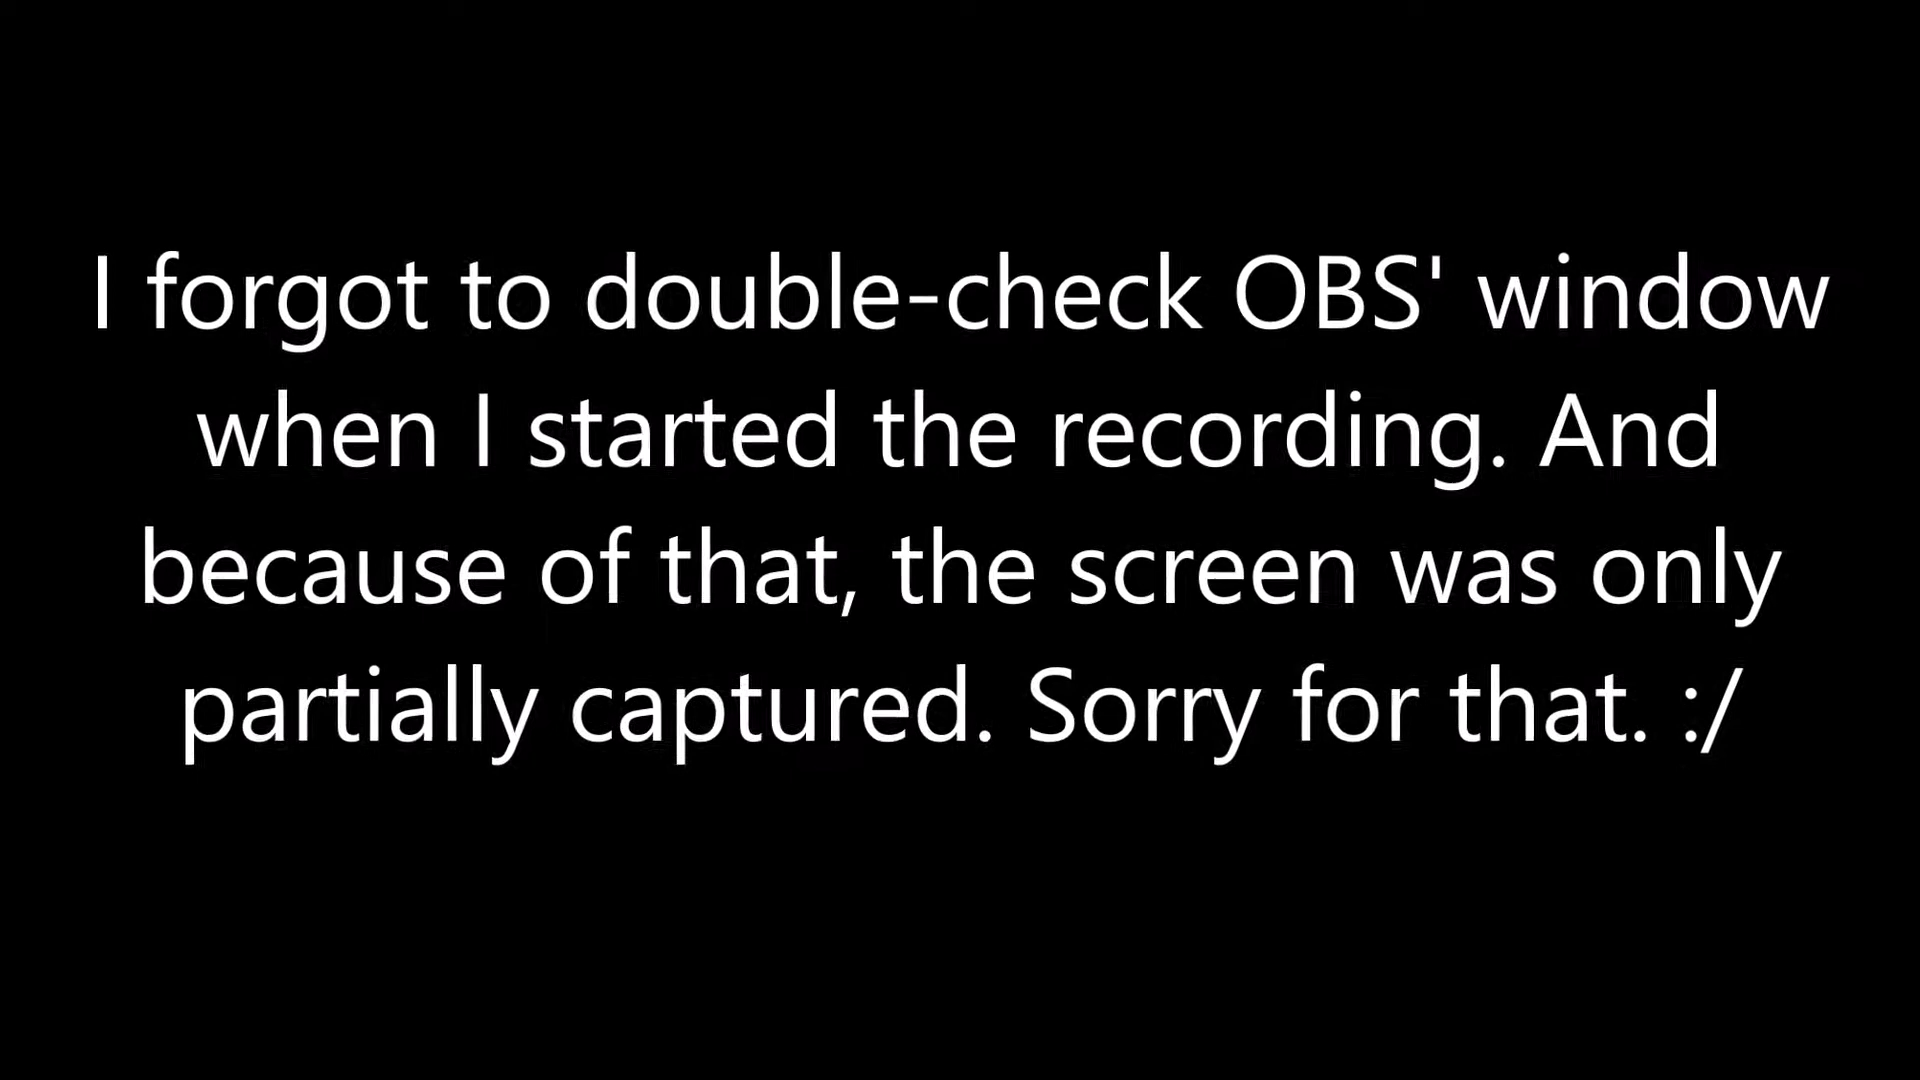 I forgot to double-check OBS' window
when I started the recording. And
because of that, the screen was only
partially captured. Sorry for that. :/